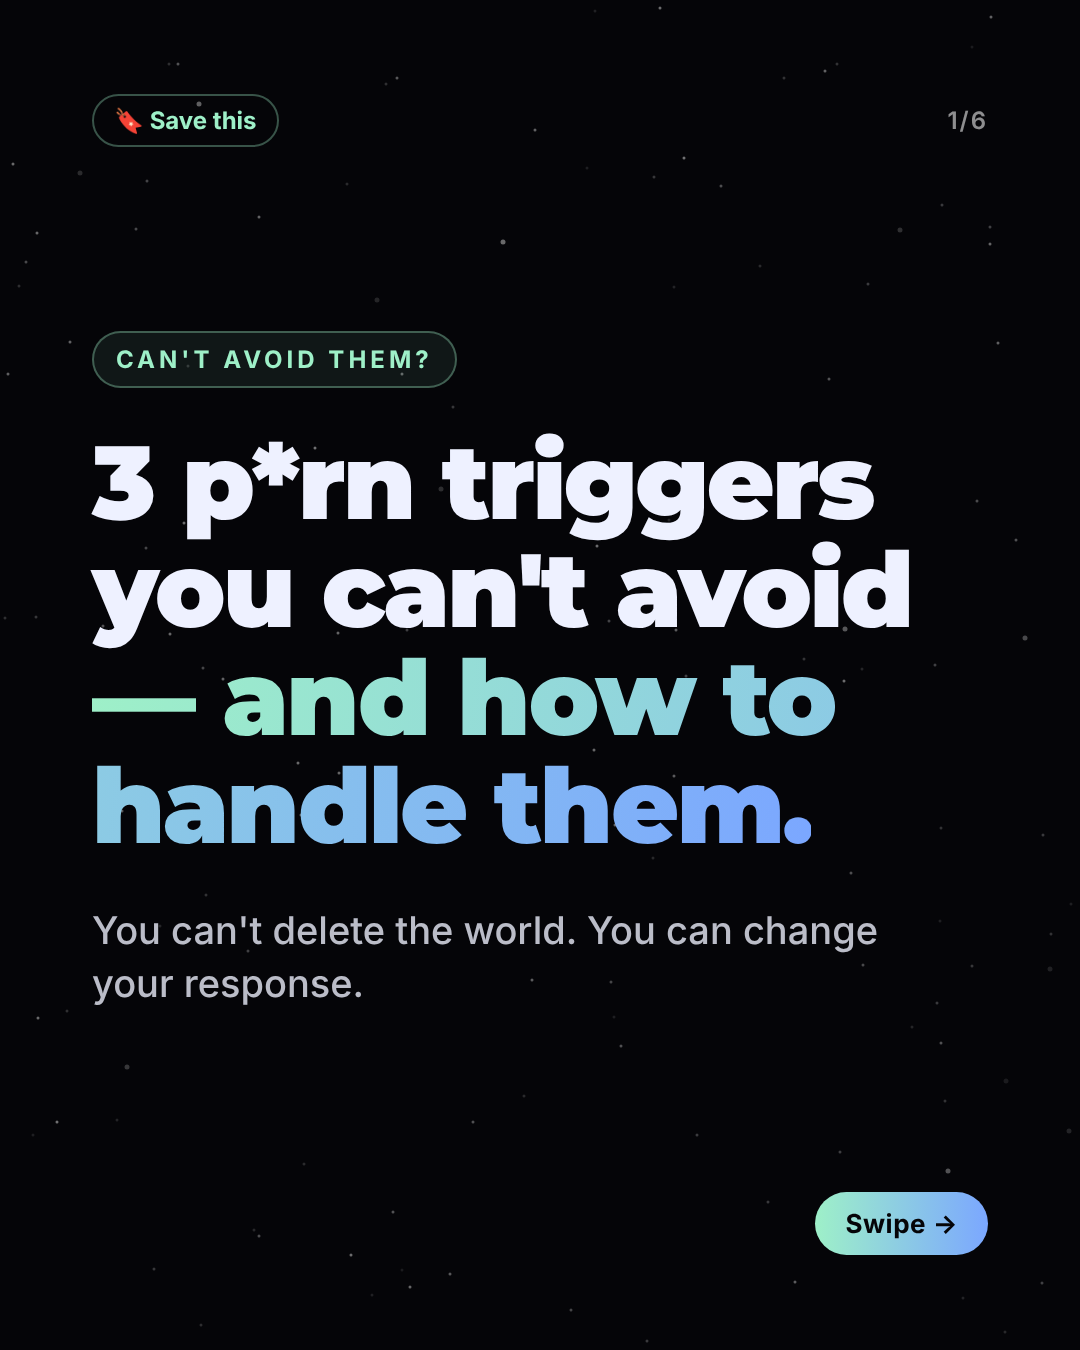 🔖 Save this
1/6
CAN'T AVOID THEM?
3 p*rn triggers
you can't avoid
— and how to
handle them.
You can't delete the world. You can change
your response.
Swipe →